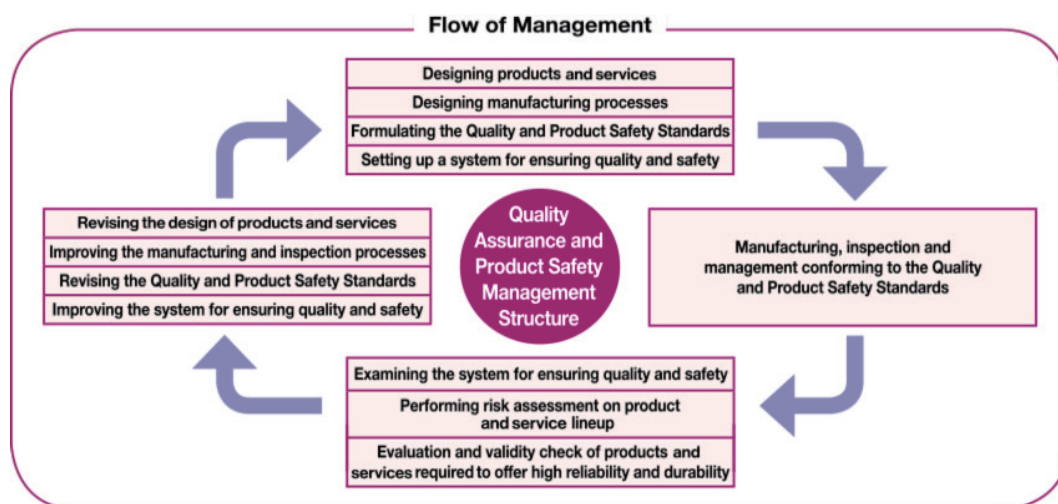 Flow of Management
Designing products and services
Designing manufacturing processes
Formulating the Quality and Product Safety Standards
Setting up a system for ensuring quality and safety
Revising the design of products and services
Improving the manufacturing and inspection processes
Revising the Quality and Product Safety Standards
Improving the system for ensuring quality and safety
Quality
Assurance and
Product Safety
Management
Structure
Manufacturing, inspection and
management conforming to the Quality
and Product Safety Standards
Examining the system for ensuring quality and safety
Performing risk assessment on product
and service lineup
Evaluation and validity check of products and
services required to offer high reliability and durability